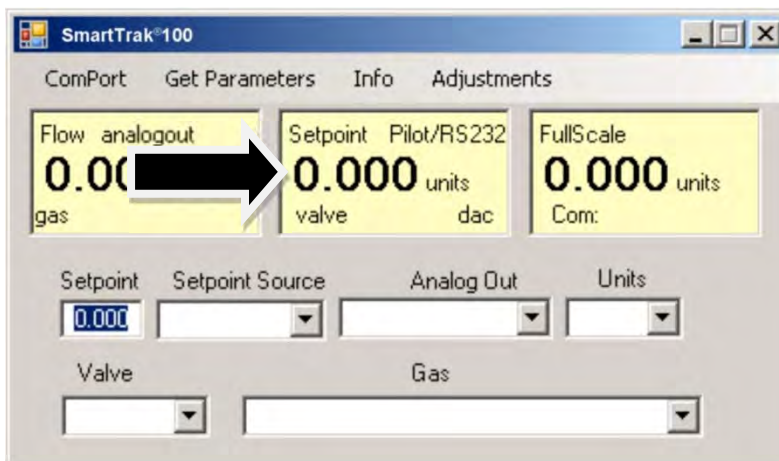 SmartTrak®100
ComPort Get Parameters Info Adjustments
Flow analogout Setpoint Pilot/RS232 FullScale
0.000 units 0.000 units
gas valve dac Com:
Setpoint Setpoint Source Analog Out Units
0.000
Valve Gas